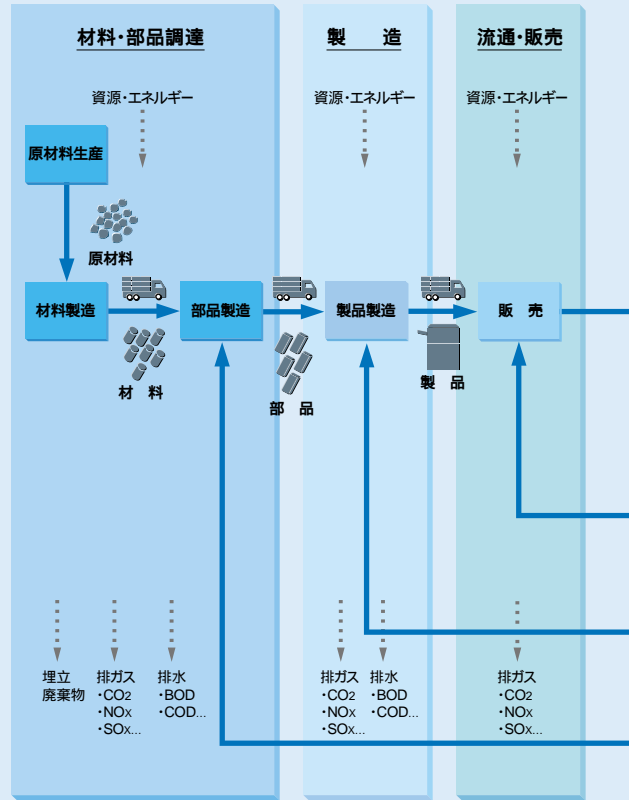 材料・部品調達
製　造
流通・販売
資源・エネルギー
資源・エネルギー
資源・エネルギー
原材料生産
原材料
材料製造
部品製造
製品製造
販　売
材　料
部　品
製　品
埋立
廃棄物
排ガス
・CO2
・NOx
・SOx...
排水
・BOD
・COD...
排ガス
・CO2
・NOx
・SOx...
排水
・BOD
・COD...
排ガス
・CO2
・NOx
・SOx...